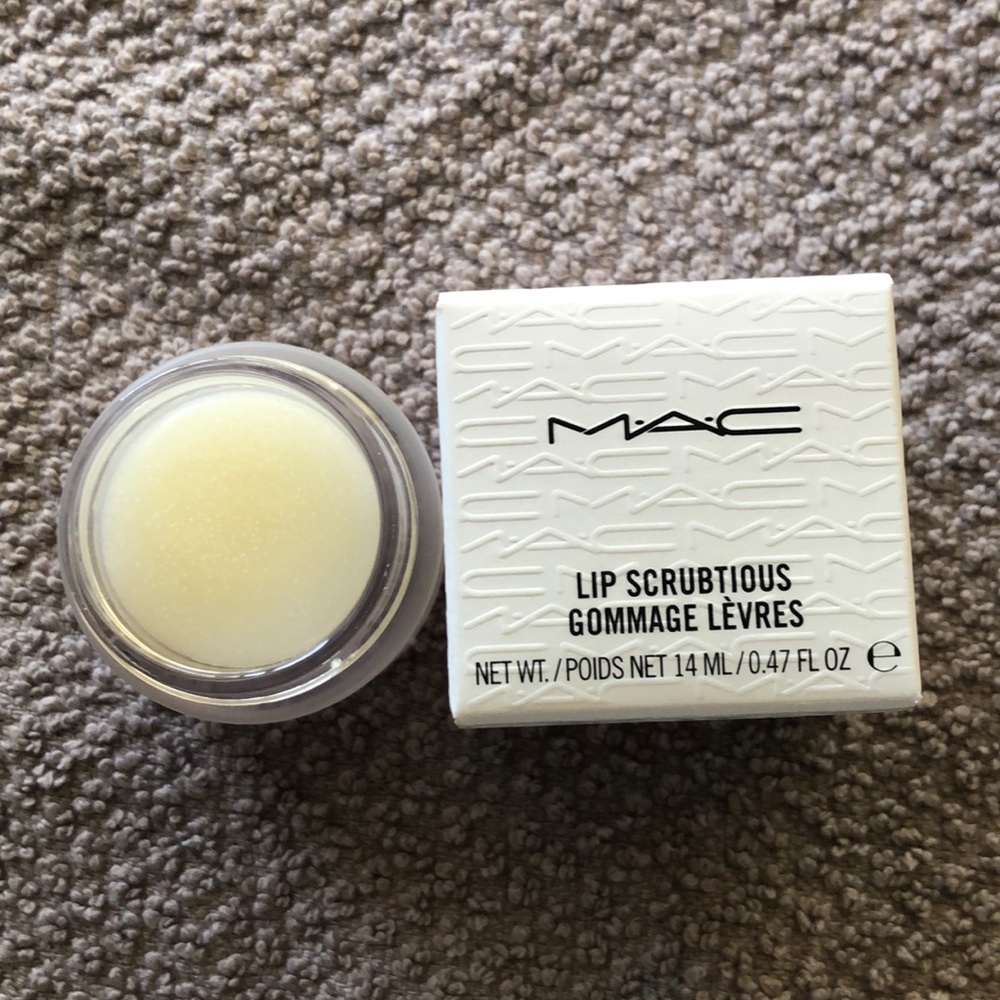 M·A·C
LIP SCRUBTIOUS
GOMMAGE LÈVRES
NET WT. / POIDS NET 14 ML / 0.47 FL OZ ℮